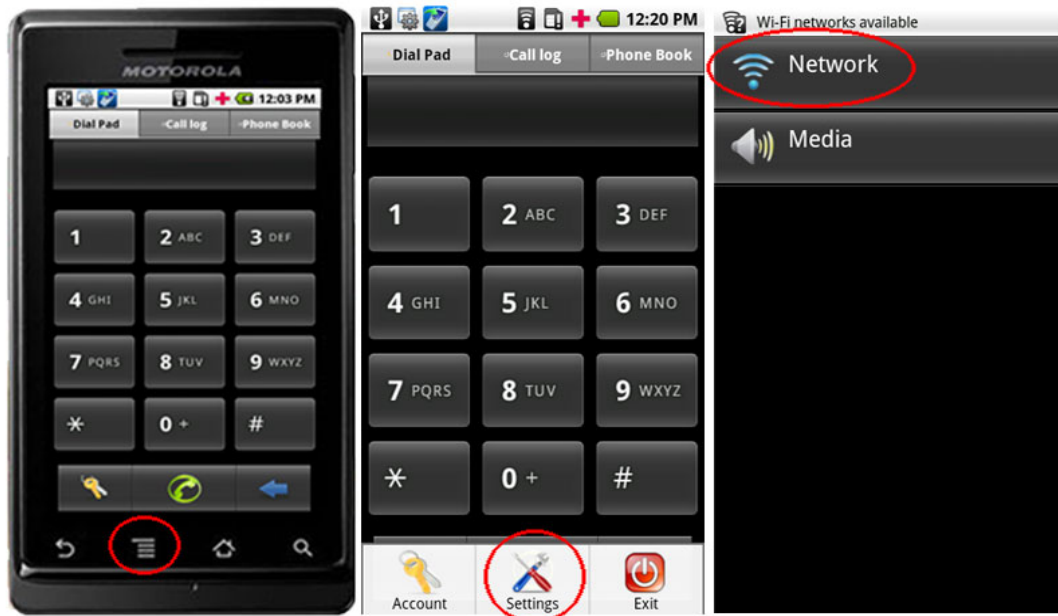 MOTOROLA
12:03 PM
Dial Pad Call log Phone Book
1 2 ABC 3 DEF
4 GHI 5 JKL 6 MNO
7 PQRS 8 TUV 9 WXYZ
* 0 + #
12:20 PM
Dial Pad Call log Phone Book
1 2 ABC 3 DEF
4 GHI 5 JKL 6 MNO
7 PQRS 8 TUV 9 WXYZ
* 0 + #
Account Settings Exit
Wi-Fi networks available
Network
Media